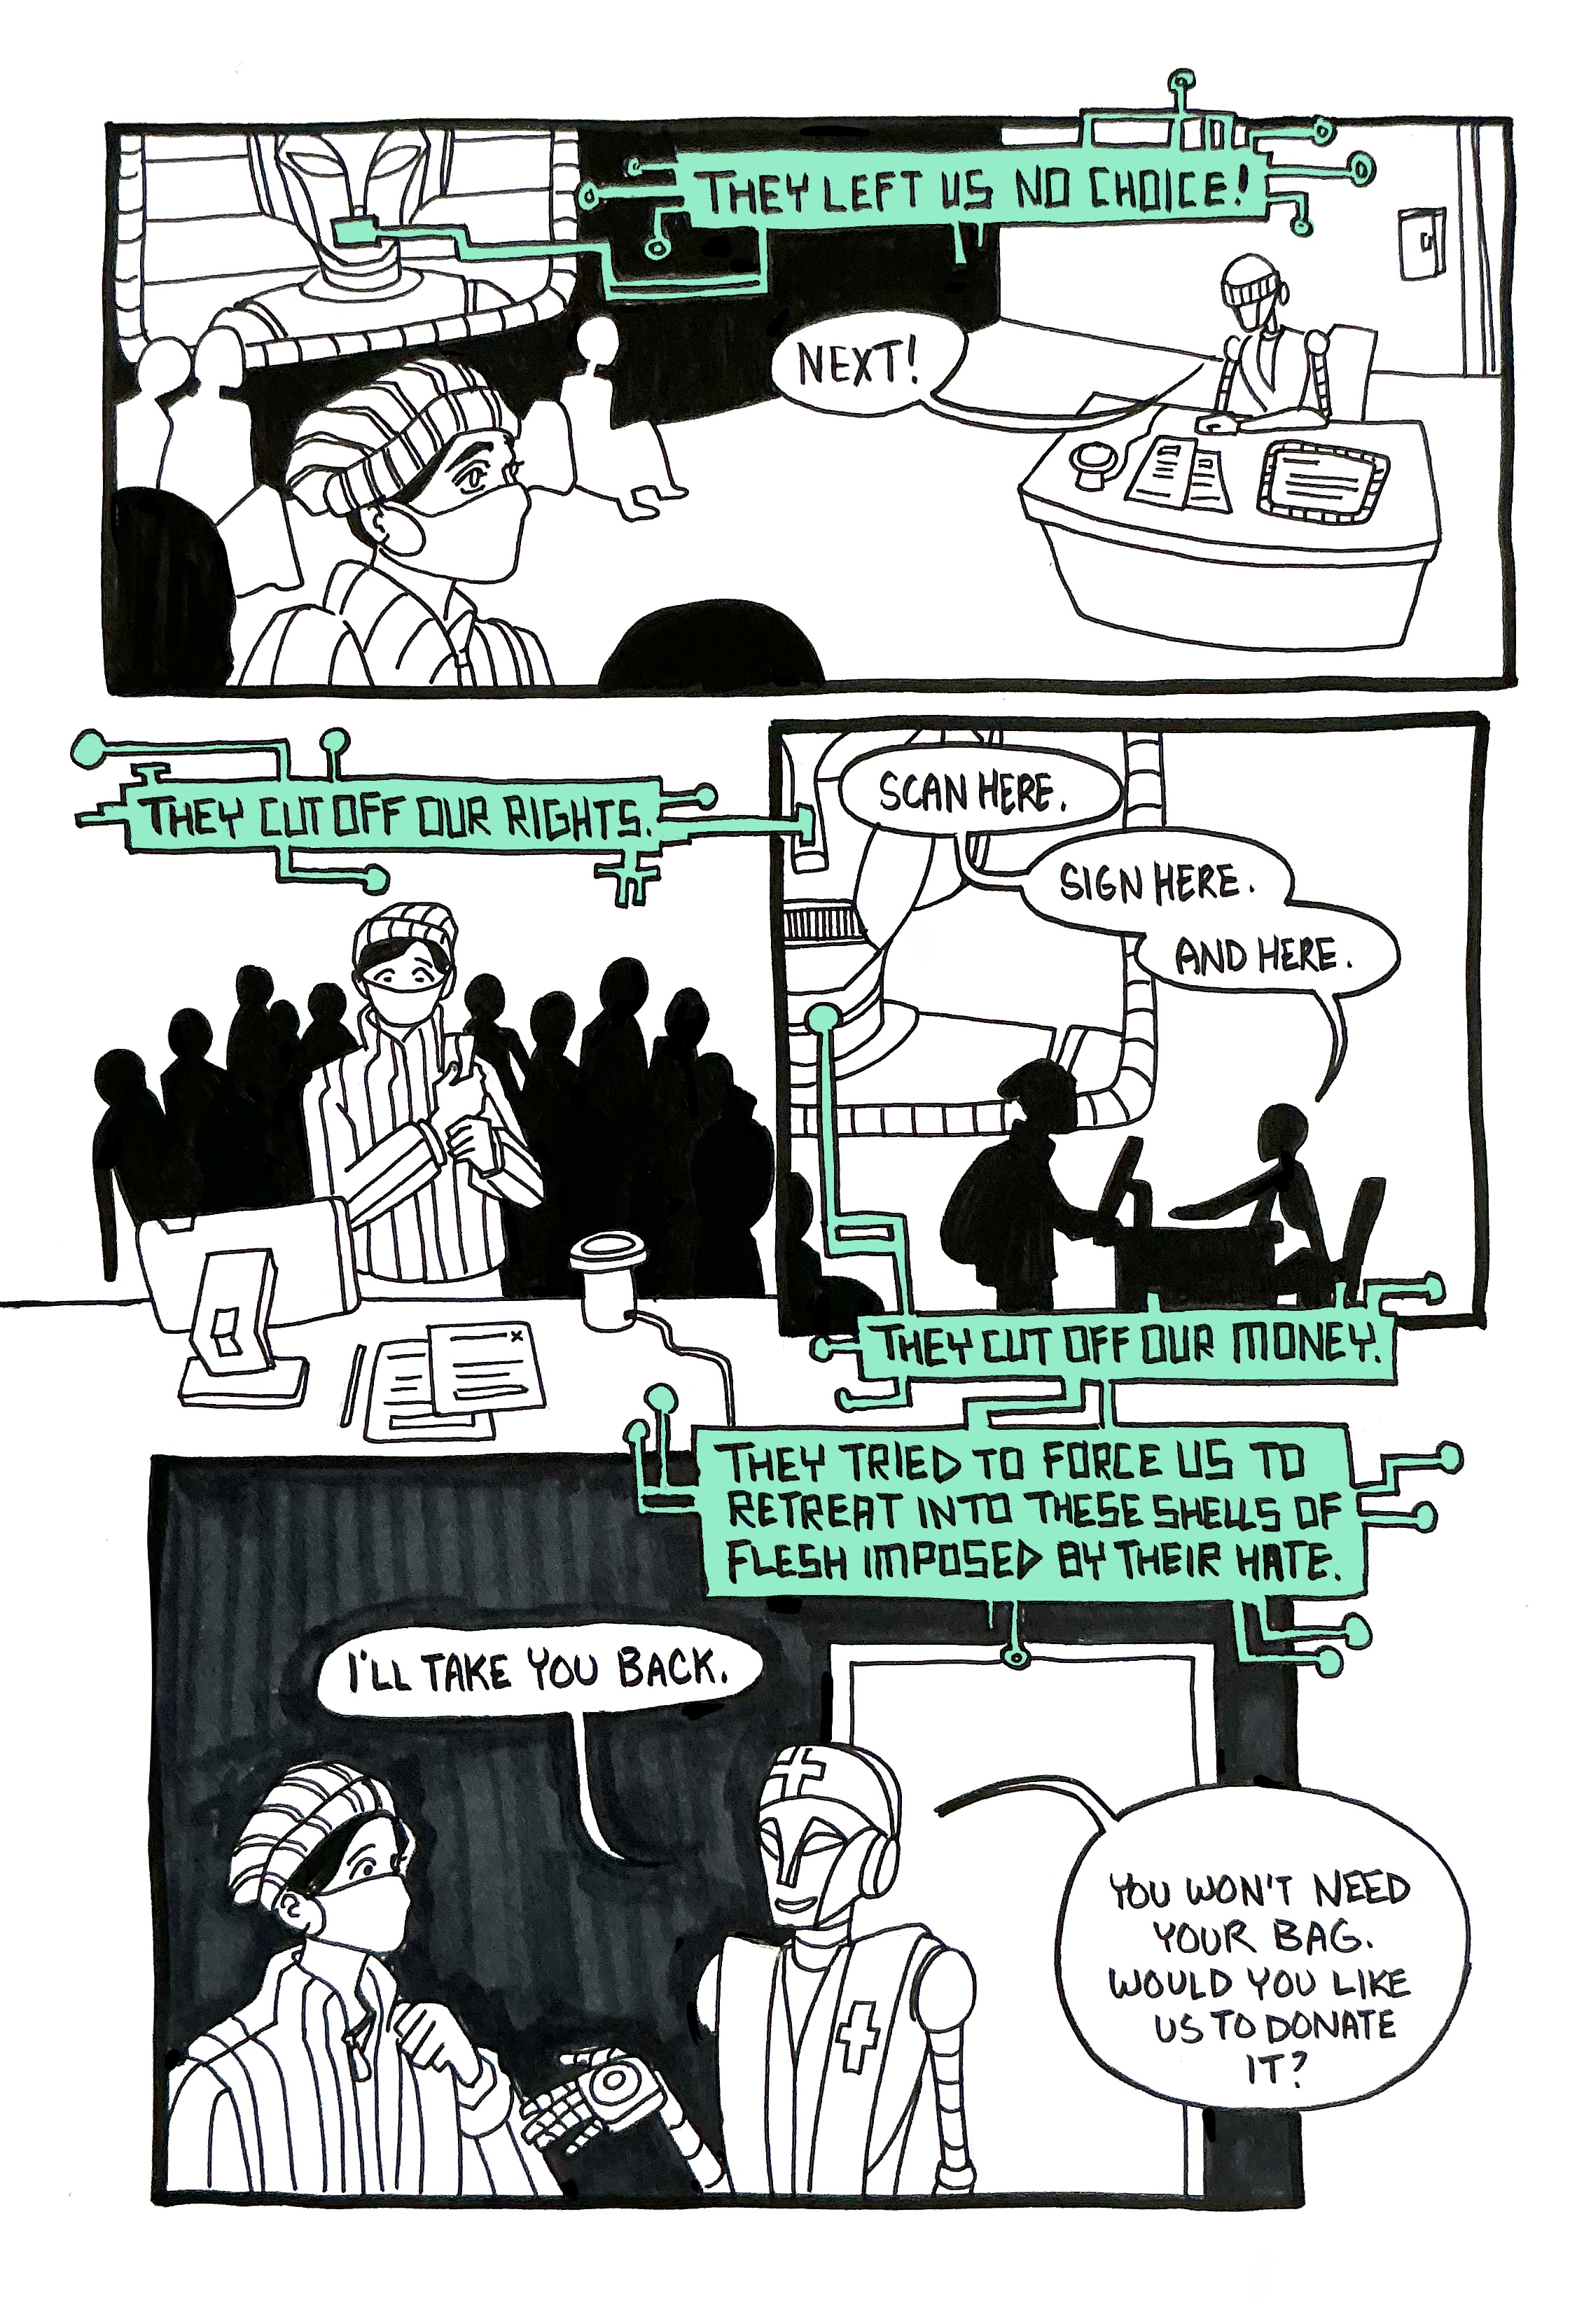 THEY LEFT US NO CHOICE!
NEXT!
THEY CUT OFF OUR RIGHTS.
SCAN HERE.
SIGN HERE.
AND HERE.
THEY CUT OFF OUR MONEY.
THEY TRIED TO FORCE US TO
RETREAT INTO THESE SHELLS OF
FLESH IMPOSED BY THEIR HATE.
I'LL TAKE YOU BACK.
YOU WON'T NEED
YOUR BAG.
WOULD YOU LIKE
US TO DONATE
IT?